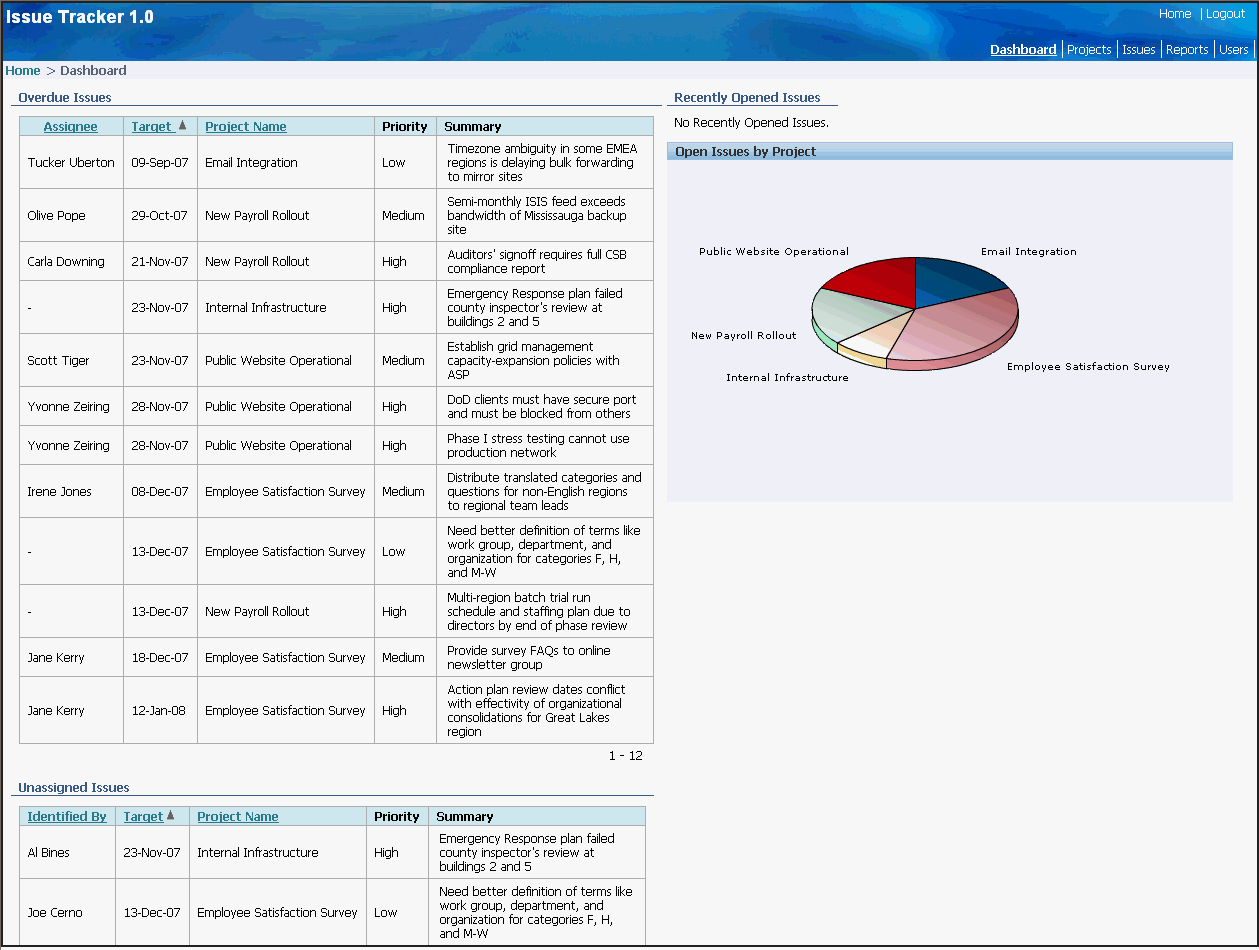 Issue Tracker 1.0
Home | Logout
Dashboard | Projects | Issues | Reports | Users
Home > Dashboard
Overdue Issues
Assignee Target Project Name Priority Summary
Tucker Uberton 09-Sep-07 Email Integration Low Timezone ambiguity in some EMEA
regions is delaying bulk forwarding
to mirror sites
Olive Pope 29-Oct-07 New Payroll Rollout Medium Semi-monthly ISIS feed exceeds
bandwidth of Mississauga backup
site
Carla Downing 21-Nov-07 New Payroll Rollout High Auditors' signoff requires full CSB
compliance report
- 23-Nov-07 Internal Infrastructure High Emergency Response plan failed
county inspector's review at
buildings 2 and 5
Scott Tiger 23-Nov-07 Public Website Operational Medium Establish grid management
capacity-expansion policies with
ASP
Yvonne Zeiring 28-Nov-07 Public Website Operational High DoD clients must have secure port
and must be blocked from others
Yvonne Zeiring 28-Nov-07 Public Website Operational High Phase I stress testing cannot use
production network
Irene Jones 08-Dec-07 Employee Satisfaction Survey Medium Distribute translated categories and
questions for non-English regions
to regional team leads
- 13-Dec-07 Employee Satisfaction Survey Low Need better definition of terms like
work group, department, and
organization for categories F, H,
and M-W
- 13-Dec-07 New Payroll Rollout High Multi-region batch trial run
schedule and staffing plan due to
directors by end of phase review
Jane Kerry 18-Dec-07 Employee Satisfaction Survey Medium Provide survey FAQs to online
newsletter group
Jane Kerry 12-Jan-08 Employee Satisfaction Survey High Action plan review dates conflict
with effectivity of organizational
consolidations for Great Lakes
region
1 - 12
Unassigned Issues
Identified By Target Project Name Priority Summary
Al Bines 23-Nov-07 Internal Infrastructure High Emergency Response plan failed
county inspector's review at
buildings 2 and 5
Joe Cerno 13-Dec-07 Employee Satisfaction Survey Low Need better definition of terms like
work group, department, and
organization for categories F, H,
and M-W
Recently Opened Issues
No Recently Opened Issues.
Open Issues by Project
Public Website Operational
Email Integration
New Payroll Rollout
Employee Satisfaction Survey
Internal Infrastructure